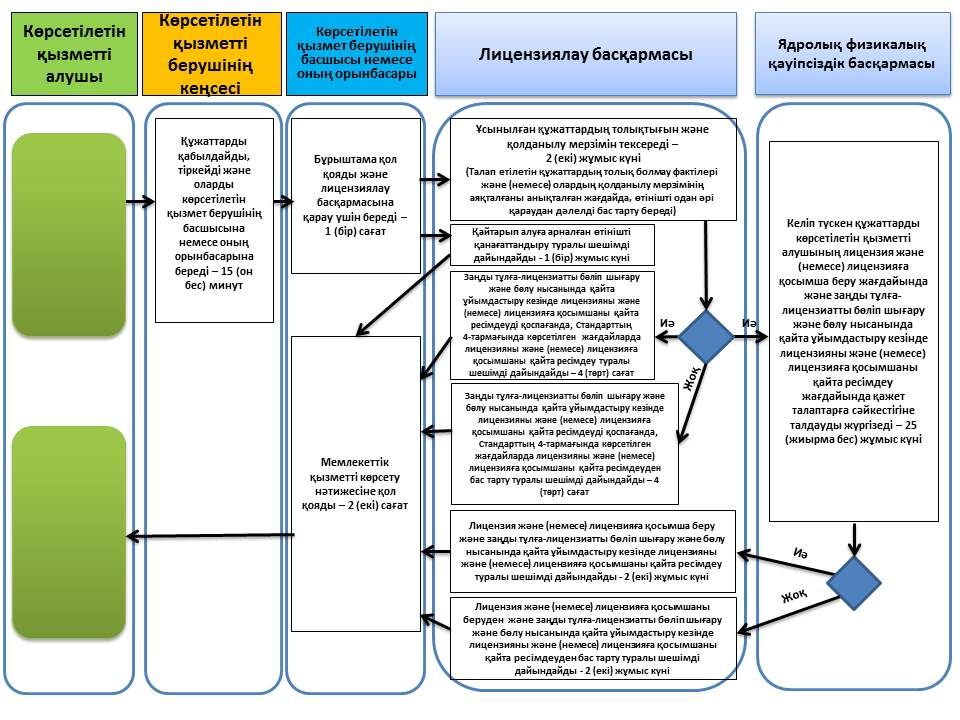 Көрсетілетін
қызметті
алушы
Көрсетілетін
қызметті
берушінің
кеңсесі
Көрсетілетін
қызмет берушінің
басшысы немесе
оның орынбасары
Лицензиялау басқармасы
Ядролық физикалық
қауіпсіздік басқармасы
Құжаттарды
қабылдайды,
тіркейді және
оларды
көрсетілетін
қызмет берушінің
басшысына
немесе оның
орынбасарына
береді – 15 (он
бес) минут
Бұрыштама қол
қояды және
лицензиялау
басқармасына
қарау үшін береді –
1 (бір) сағат
Ұсынылған құжаттардың толықтығын және
қолданылу мерзімін тексереді –
2 (екі) жұмыс күні
(Талап етілетін құжаттардың толық болмау фактілері
және (немесе) олардың қолданылу мерзімінің
аяқталғаны анықталған жағдайда, өтінішті одан әрі
қараудан дәлелді бас тарту береді)
Қайтарып алуға арналған өтінішті
қанағаттандыру туралы шешімді
дайындайды - 1 (бір) жұмыс күні
Заңды тұлға-лицензиатты бөліп шығару
және бөлу нысанында қайта
ұйымдастыру кезінде лицензияны және
(немесе) лицензияға қосымшаны қайта
ресімдеуді қоспағанда, Стандарттың
4-тармағында көрсетілген жағдайларда
лицензияны және (немесе) лицензияға
қосымшаны қайта ресімдеу туралы
шешімді дайындайды – 4 (төрт) сағат
Иә
Иә
Жоқ
Заңды тұлға-лицензиатты бөліп шығару және
бөлу нысанында қайта ұйымдастыру кезінде
лицензияны және (немесе) лицензияға
қосымшаны қайта ресімдеуді қоспағанда,
Стандарттың 4-тармағында көрсетілген
жағдайларда лицензияны және (немесе)
лицензияға қосымшаны қайта ресімдеуден
бас тарту туралы шешімді дайындайды – 4
(төрт) сағат
Келіп түскен құжаттарды
көрсетілетін қызметті
алушының лицензия және
(немесе) лицензияға
қосымша беру жағдайында
және заңды тұлға-
лицензиатты бөліп шығару
және бөлу нысанында
қайта ұйымдастыру кезінде
лицензияны және (немесе)
лицензияға қосымшаны
қайта ресімдеу
жағдайында қажет
талаптарға сәйкестігіне
талдауды жүргізеді – 25
(жиырма бес) жұмыс күні
Мемлекеттік
қызметті көрсету
нәтижесіне қол
қояды – 2 (екі) сағат
Лицензия және (немесе) лицензияға қосымша беру
және заңды тұлға-лицензиатты бөліп шығару және бөлу
нысанында қайта ұйымдастыру кезінде лицензияны
және (немесе) лицензияға қосымшаны қайта ресімдеу
туралы шешімді дайындайды - 2 (екі) жұмыс күні
Иә
Жоқ
Лицензия және (немесе) лицензияға қосымшаны
беруден және заңды тұлға-лицензиатты бөліп шығару
және бөлу нысанында қайта ұйымдастыру кезінде
лицензияны және (немесе) лицензияға қосымшаны
қайта ресімдеуден бас тарту туралы шешімді
дайындайды - 2 (екі) жұмыс күні